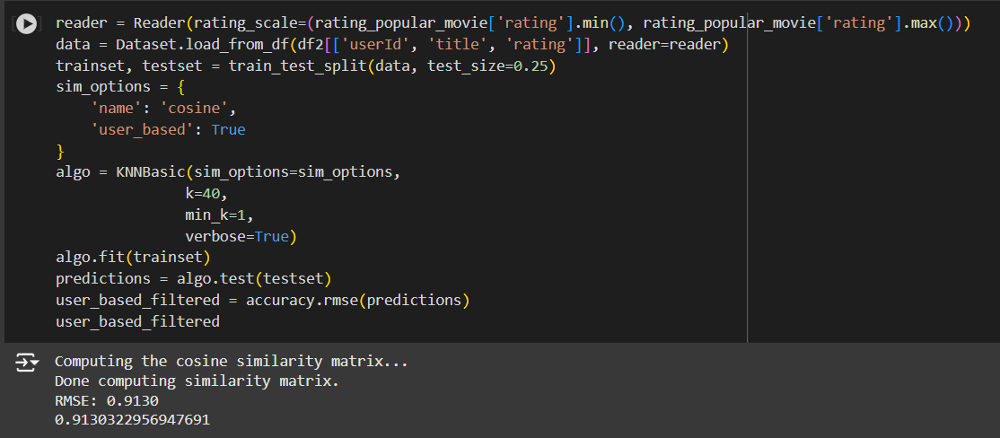 reader = Reader(rating_scale=(rating_popular_movie['rating'].min(), rating_popular_movie['rating'].max()))
data = Dataset.load_from_df(df2[['userId', 'title', 'rating']], reader=reader)
trainset, testset = train_test_split(data, test_size=0.25)
sim_options = {
    'name': 'cosine',
    'user_based': True
}
algo = KNNBasic(sim_options=sim_options,
                k=40,
                min_k=1,
                verbose=True)
algo.fit(trainset)
predictions = algo.test(testset)
user_based_filtered = accuracy.rmse(predictions)
user_based_filtered
Computing the cosine similarity matrix...
Done computing similarity matrix.
RMSE: 0.9130
0.9130322956947691